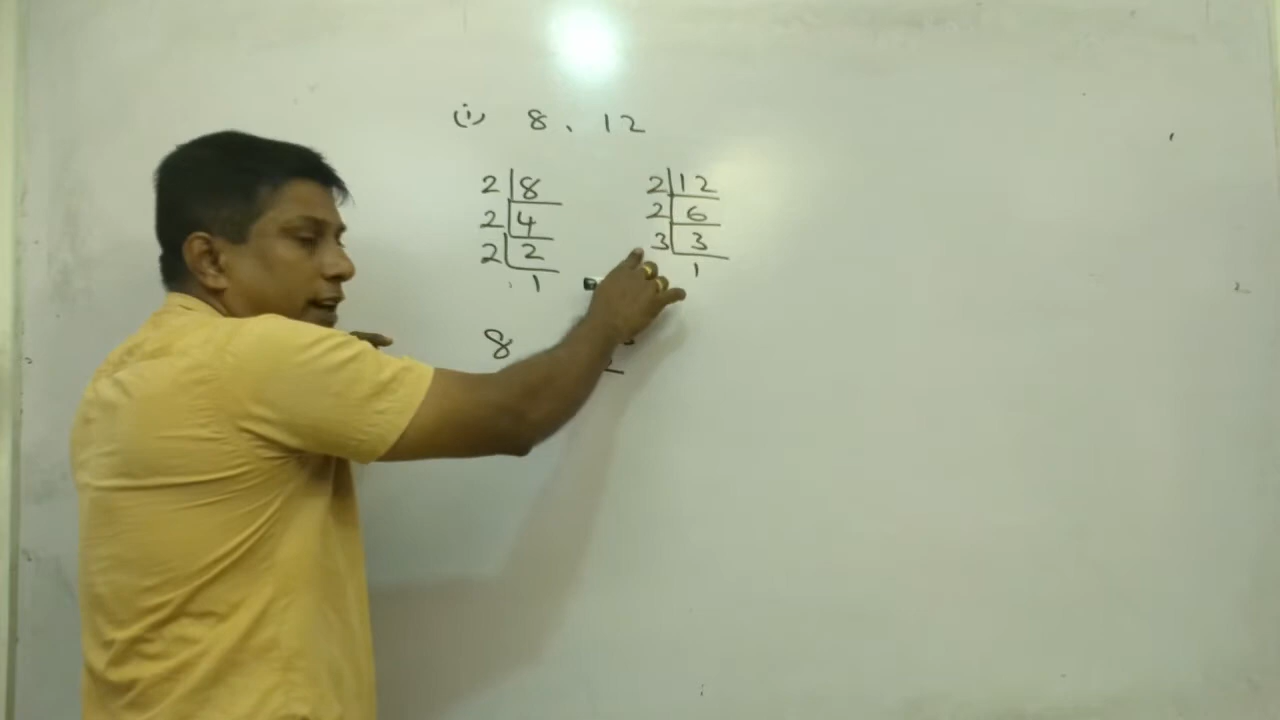 (i) 8, 12
2 8 2 12
2 4 2 6
2 2 3 3
1 1
8